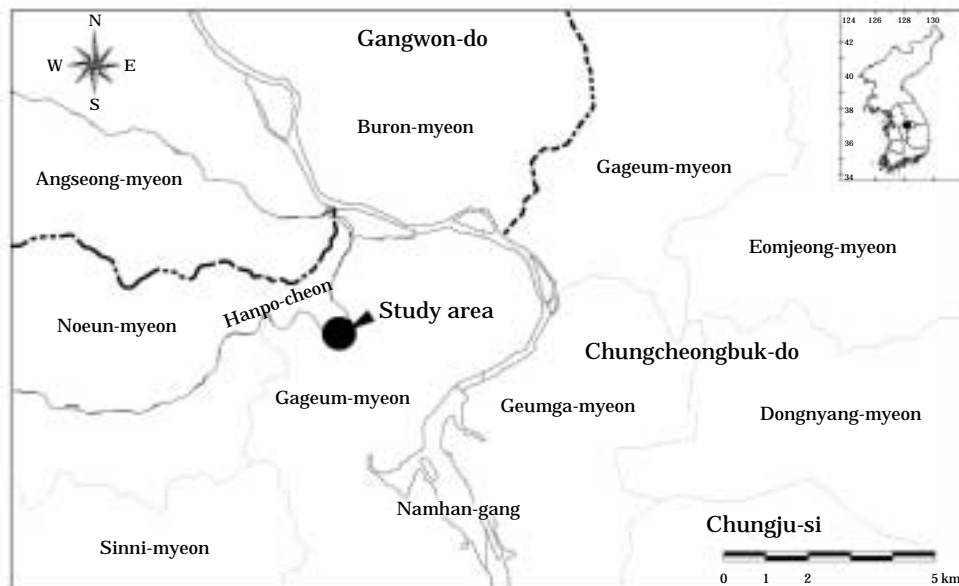 N
W E
S
Gangwon-do
Buron-myeon
Angseong-myeon
Gageum-myeon
Eomjeong-myeon
Hanpo-cheon
Noeun-myeon
Study area
Chungcheongbuk-do
Gageum-myeon
Geumga-myeon
Dongnyang-myeon
Namhan-gang
Sinni-myeon
Chungju-si
0 1 2 5 km
124 126 128 130
42
40
38
36
34